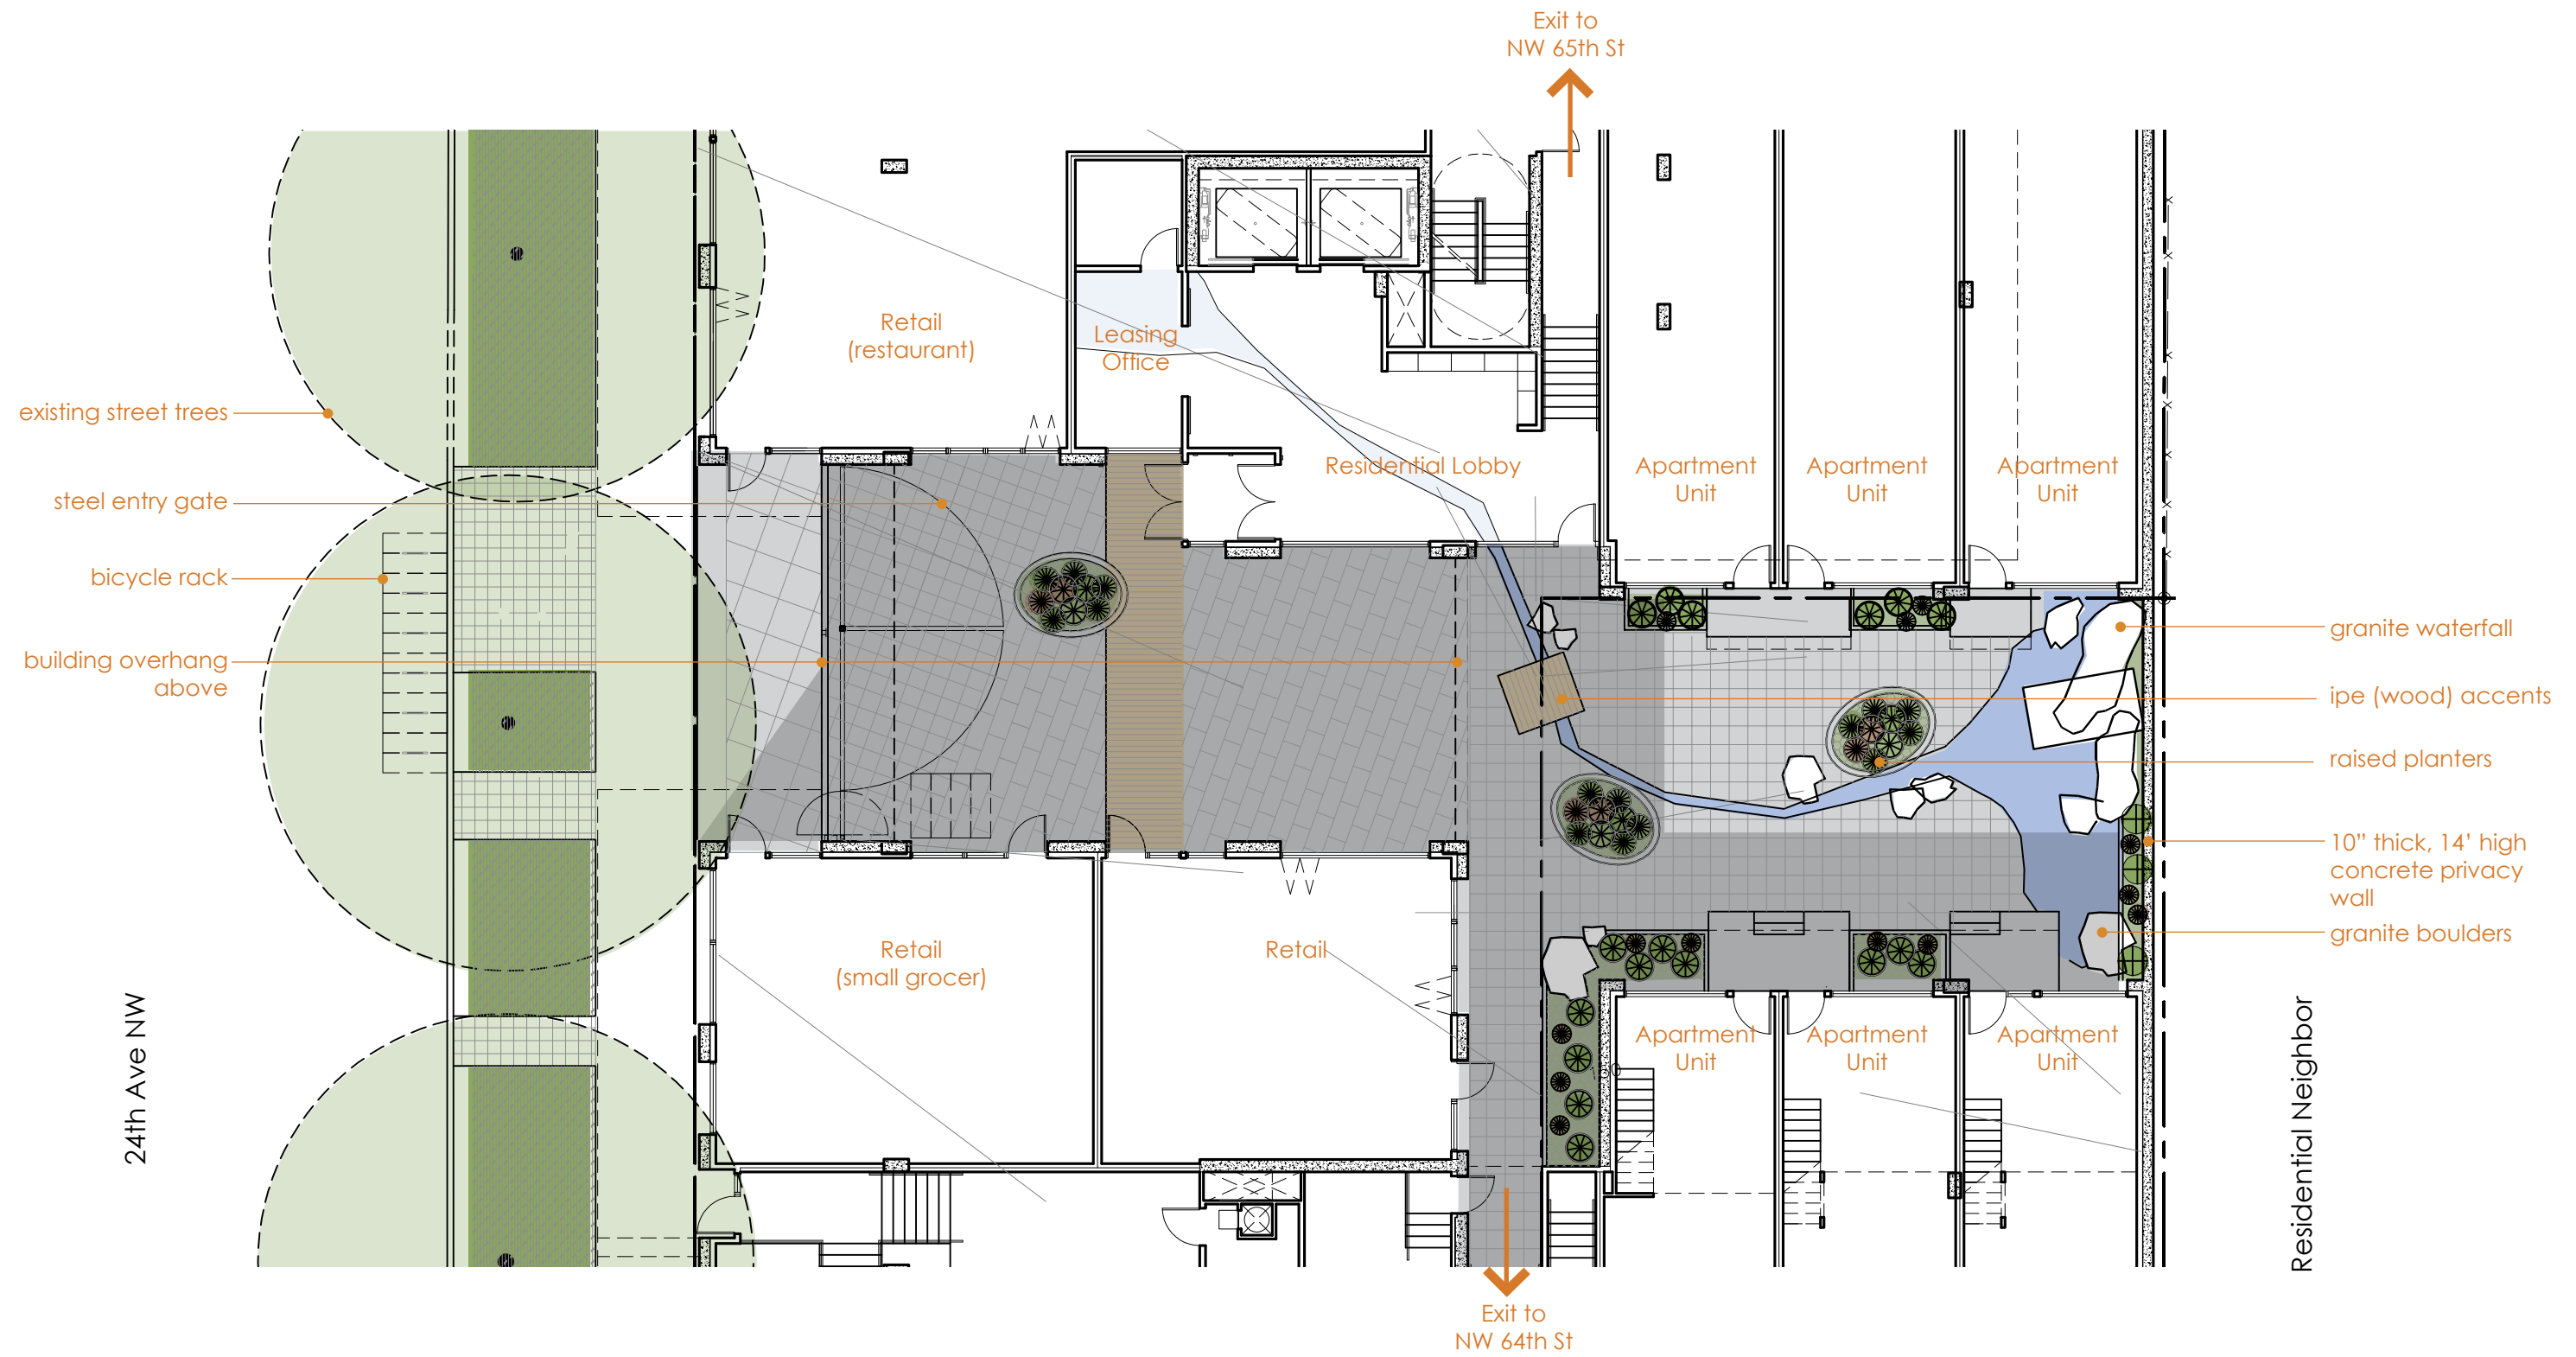 Exit to
NW 65th St
Retail
(restaurant)
Leasing
Office
existing street trees
Residential Lobby
Apartment
Unit
Apartment
Unit
Apartment
Unit
steel entry gate
bicycle rack
building overhang
above
granite waterfall
ipe (wood) accents
raised planters
10” thick, 14’ high
concrete privacy
wall
granite boulders
Retail
(small grocer)
Retail
Apartment
Unit
Apartment
Unit
Apartment
Unit
24th Ave NW
Residential Neighbor
Exit to
NW 64th St